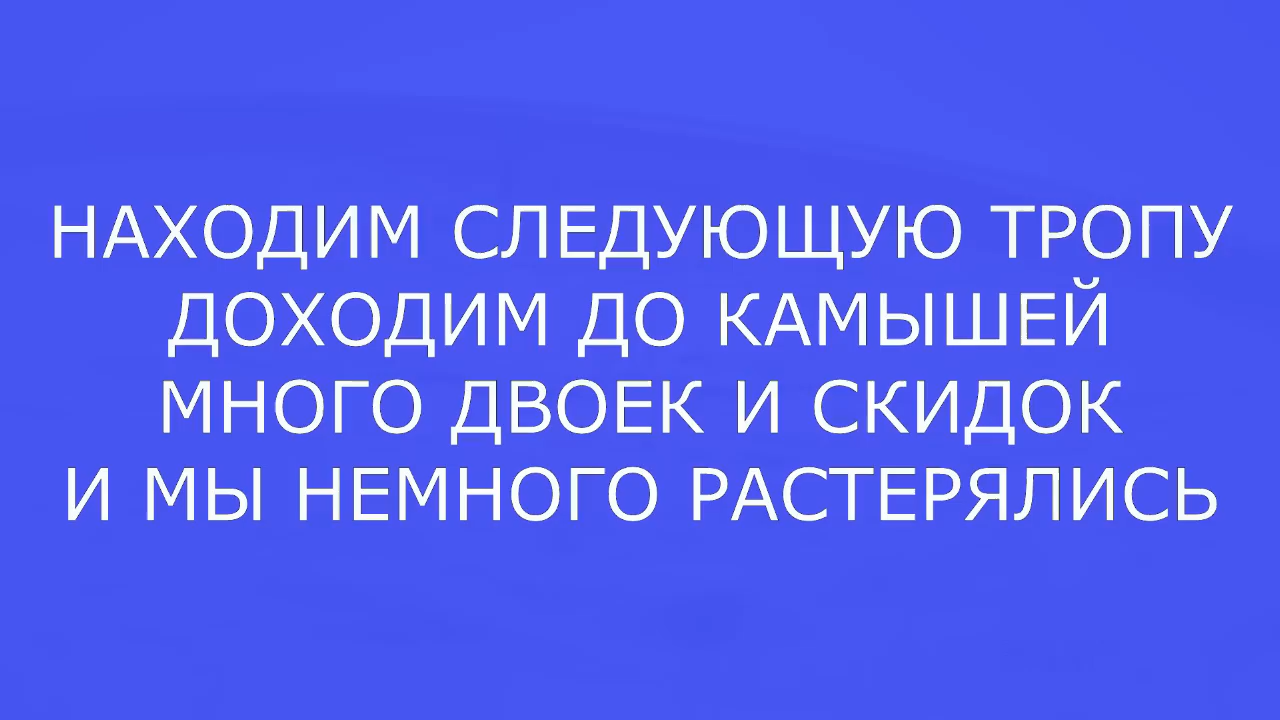 НАХОДИМ СЛЕДУЮЩУЮ ТРОПУ
ДОХОДИМ ДО КАМЫШЕЙ
МНОГО ДВОЕК И СКИДОК
И МЫ НЕМНОГО РАСТЕРЯЛИСЬ